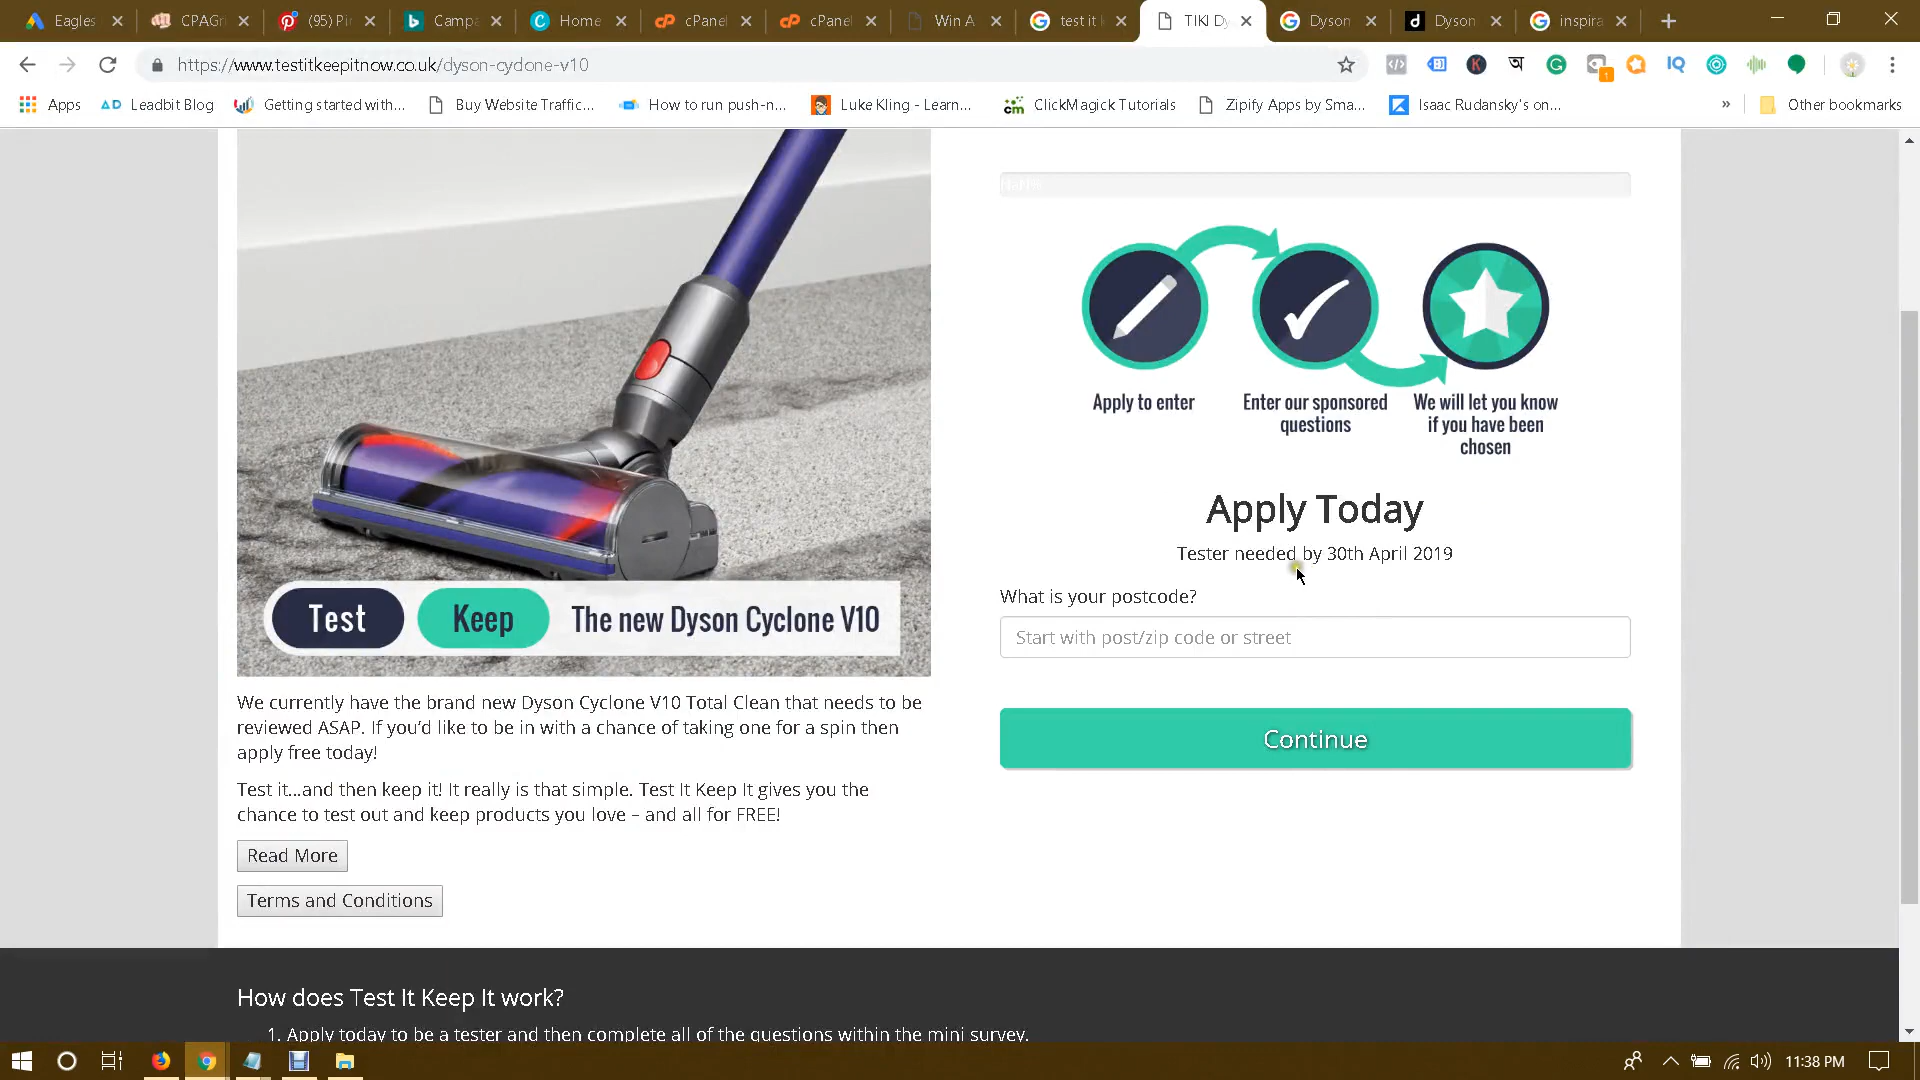 Eagles
CPAGr
(95) Pi
Camp
Home
cPanel
cPanel
Win A
test it
TIKI Dy
Dyson
Dyson
inspira
https://www.testitkeepitnow.co.uk/dyson-cyclone-v10
Apps
Leadbit Blog
Getting started with...
Buy Website Traffic...
How to run push-n...
Luke Kling - Learn...
ClickMagick Tutorials
Zipify Apps by Sma...
Isaac Rudansky's on...
»
Other bookmarks
Apply to enter
Enter our sponsored
questions
We will let you know
if you have been
chosen
Apply Today
Tester needed by 30th April 2019
What is your postcode?
Start with post/zip code or street
Continue
Test Keep The new Dyson Cyclone V10
We currently have the brand new Dyson Cyclone V10 Total Clean that needs to be
reviewed ASAP. If you’d like to be in with a chance of taking one for a spin then
apply free today!
Test it...and then keep it! It really is that simple. Test It Keep It gives you the
chance to test out and keep products you love – and all for FREE!
Read More
Terms and Conditions
How does Test It Keep It work?
1. Apply today to be a tester and then complete all of the questions within the mini survey.
11:38 PM